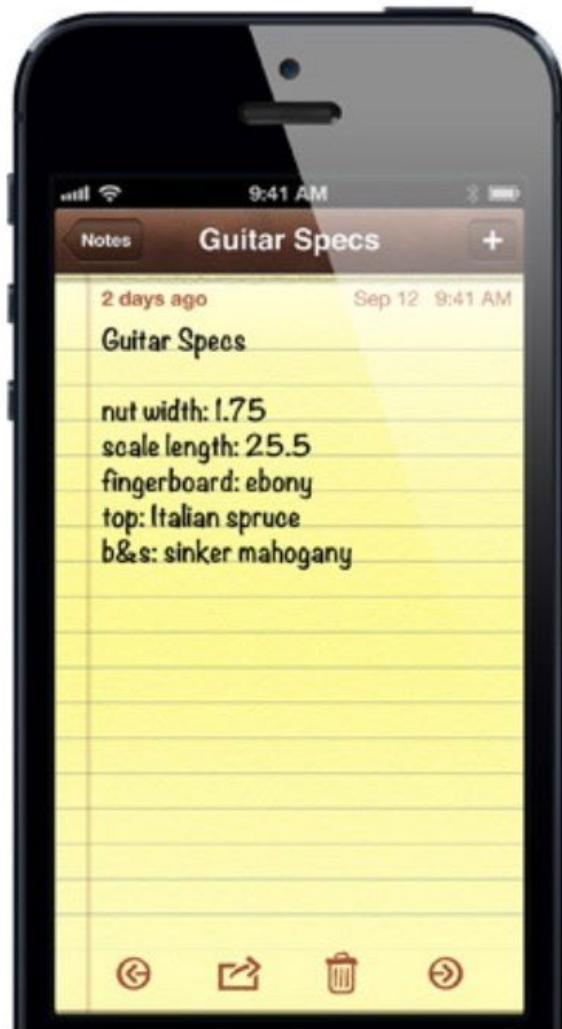 9:41 AM
Notes Guitar Specs +
2 days ago Sep 12 9:41 AM
Guitar Specs
nut width: 1.75
scale length: 25.5
fingerboard: ebony
top: Italian spruce
b&s: sinker mahogany